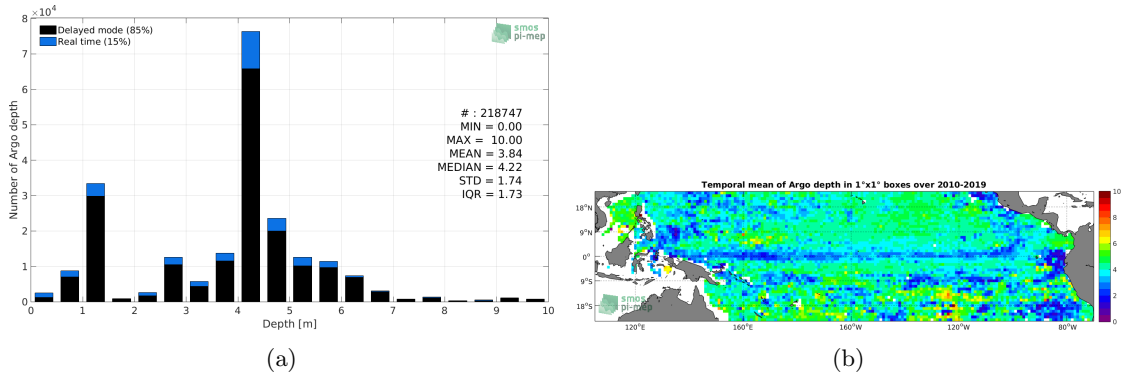 ×10⁴
8
7
6
5
4
3
2
1
0
Number of Argo depth
Delayed mode (85%)
Real time (15%)
smos
pi-mep
# : 218747
MIN = 0.00
MAX = 10.00
MEAN = 3.84
MEDIAN = 4.22
STD = 1.74
IQR = 1.73
0 1 2 3 4 5 6 7 8 9 10
Depth [m]
(a)
Temporal mean of Argo depth in 1°x1° boxes over 2010-2019
18°N
9°N
0°
9°S
18°S
smos
pi-mep
120°E 160°E 160°W 120°W 80°W
10
8
6
4
2
0
(b)